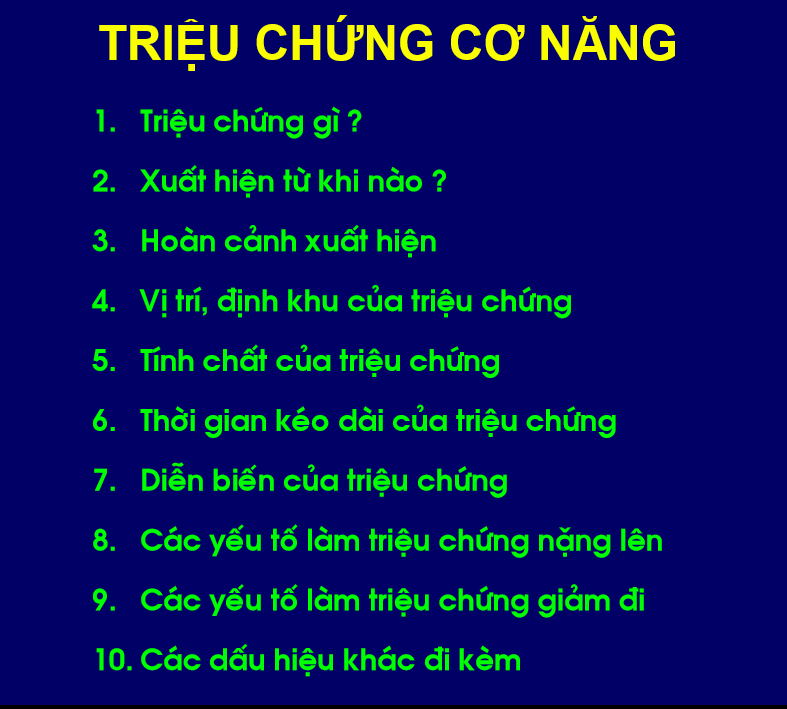 TRIỆU CHỨNG CƠ NĂNG
1. Triệu chứng gì ?
2. Xuất hiện từ khi nào ?
3. Hoàn cảnh xuất hiện
4. Vị trí, định khu của triệu chứng
5. Tính chất của triệu chứng
6. Thời gian kéo dài của triệu chứng
7. Diễn biến của triệu chứng
8. Các yếu tố làm triệu chứng nặng lên
9. Các yếu tố làm triệu chứng giảm đi
10. Các dấu hiệu khác đi kèm